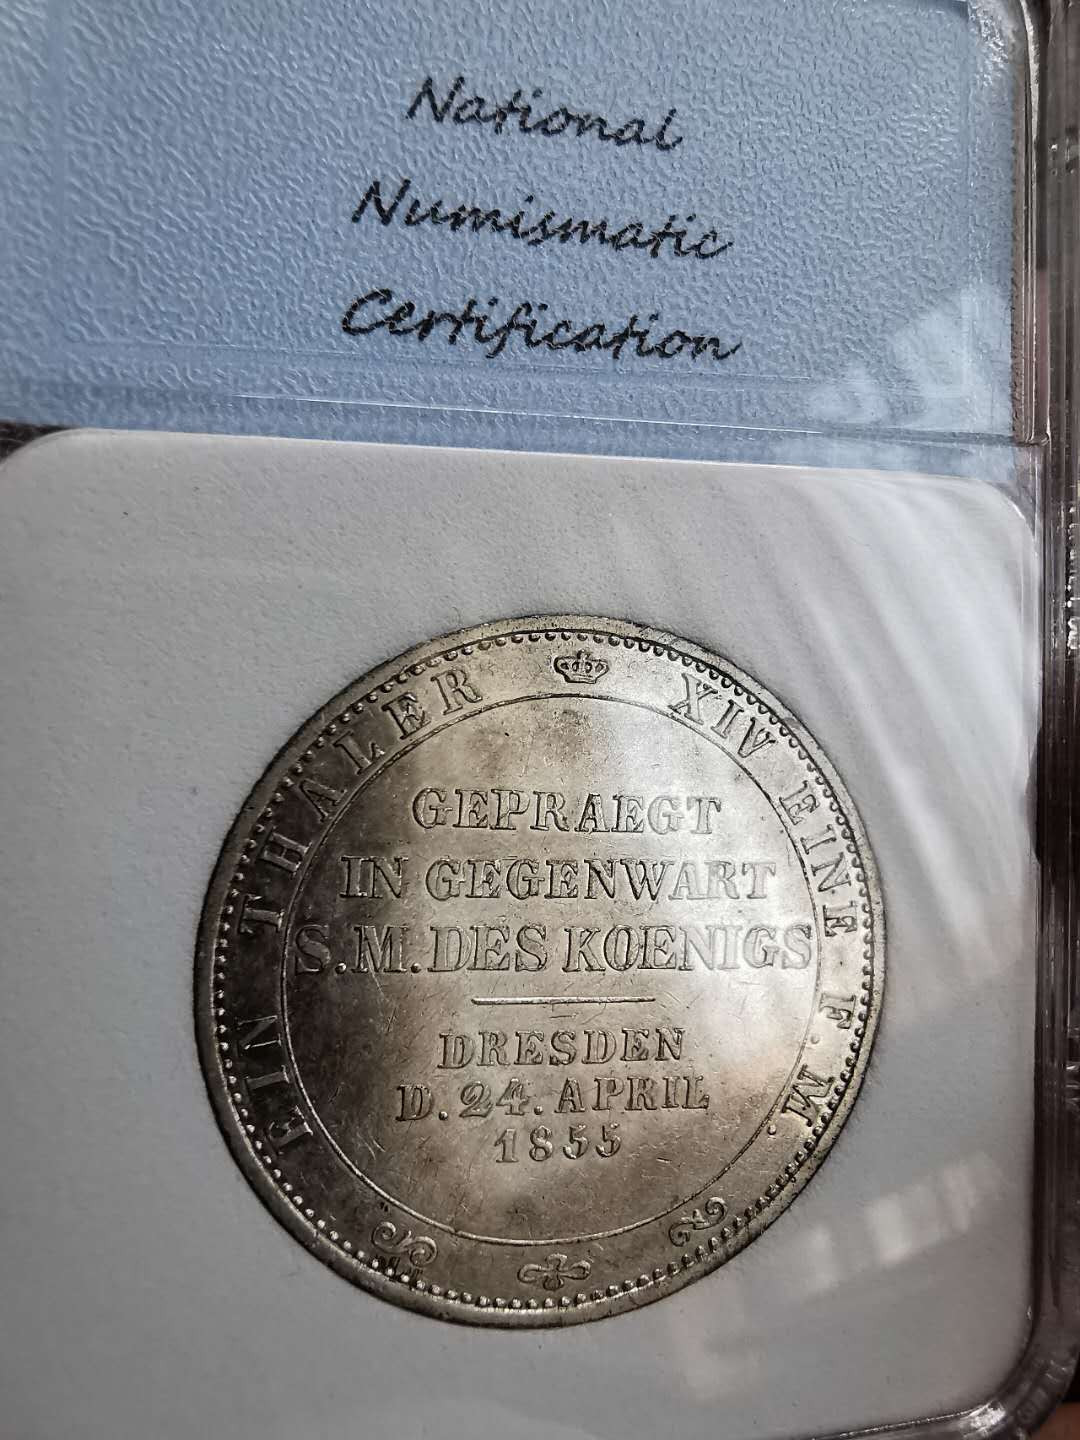 National
Numismatic
Certification
EIN THALER XIV EINE F. M.
GEPRAEGT
IN GEGENWART
S.M. DES KOENIGS
DRESDEN
D. 24. APRIL
1855